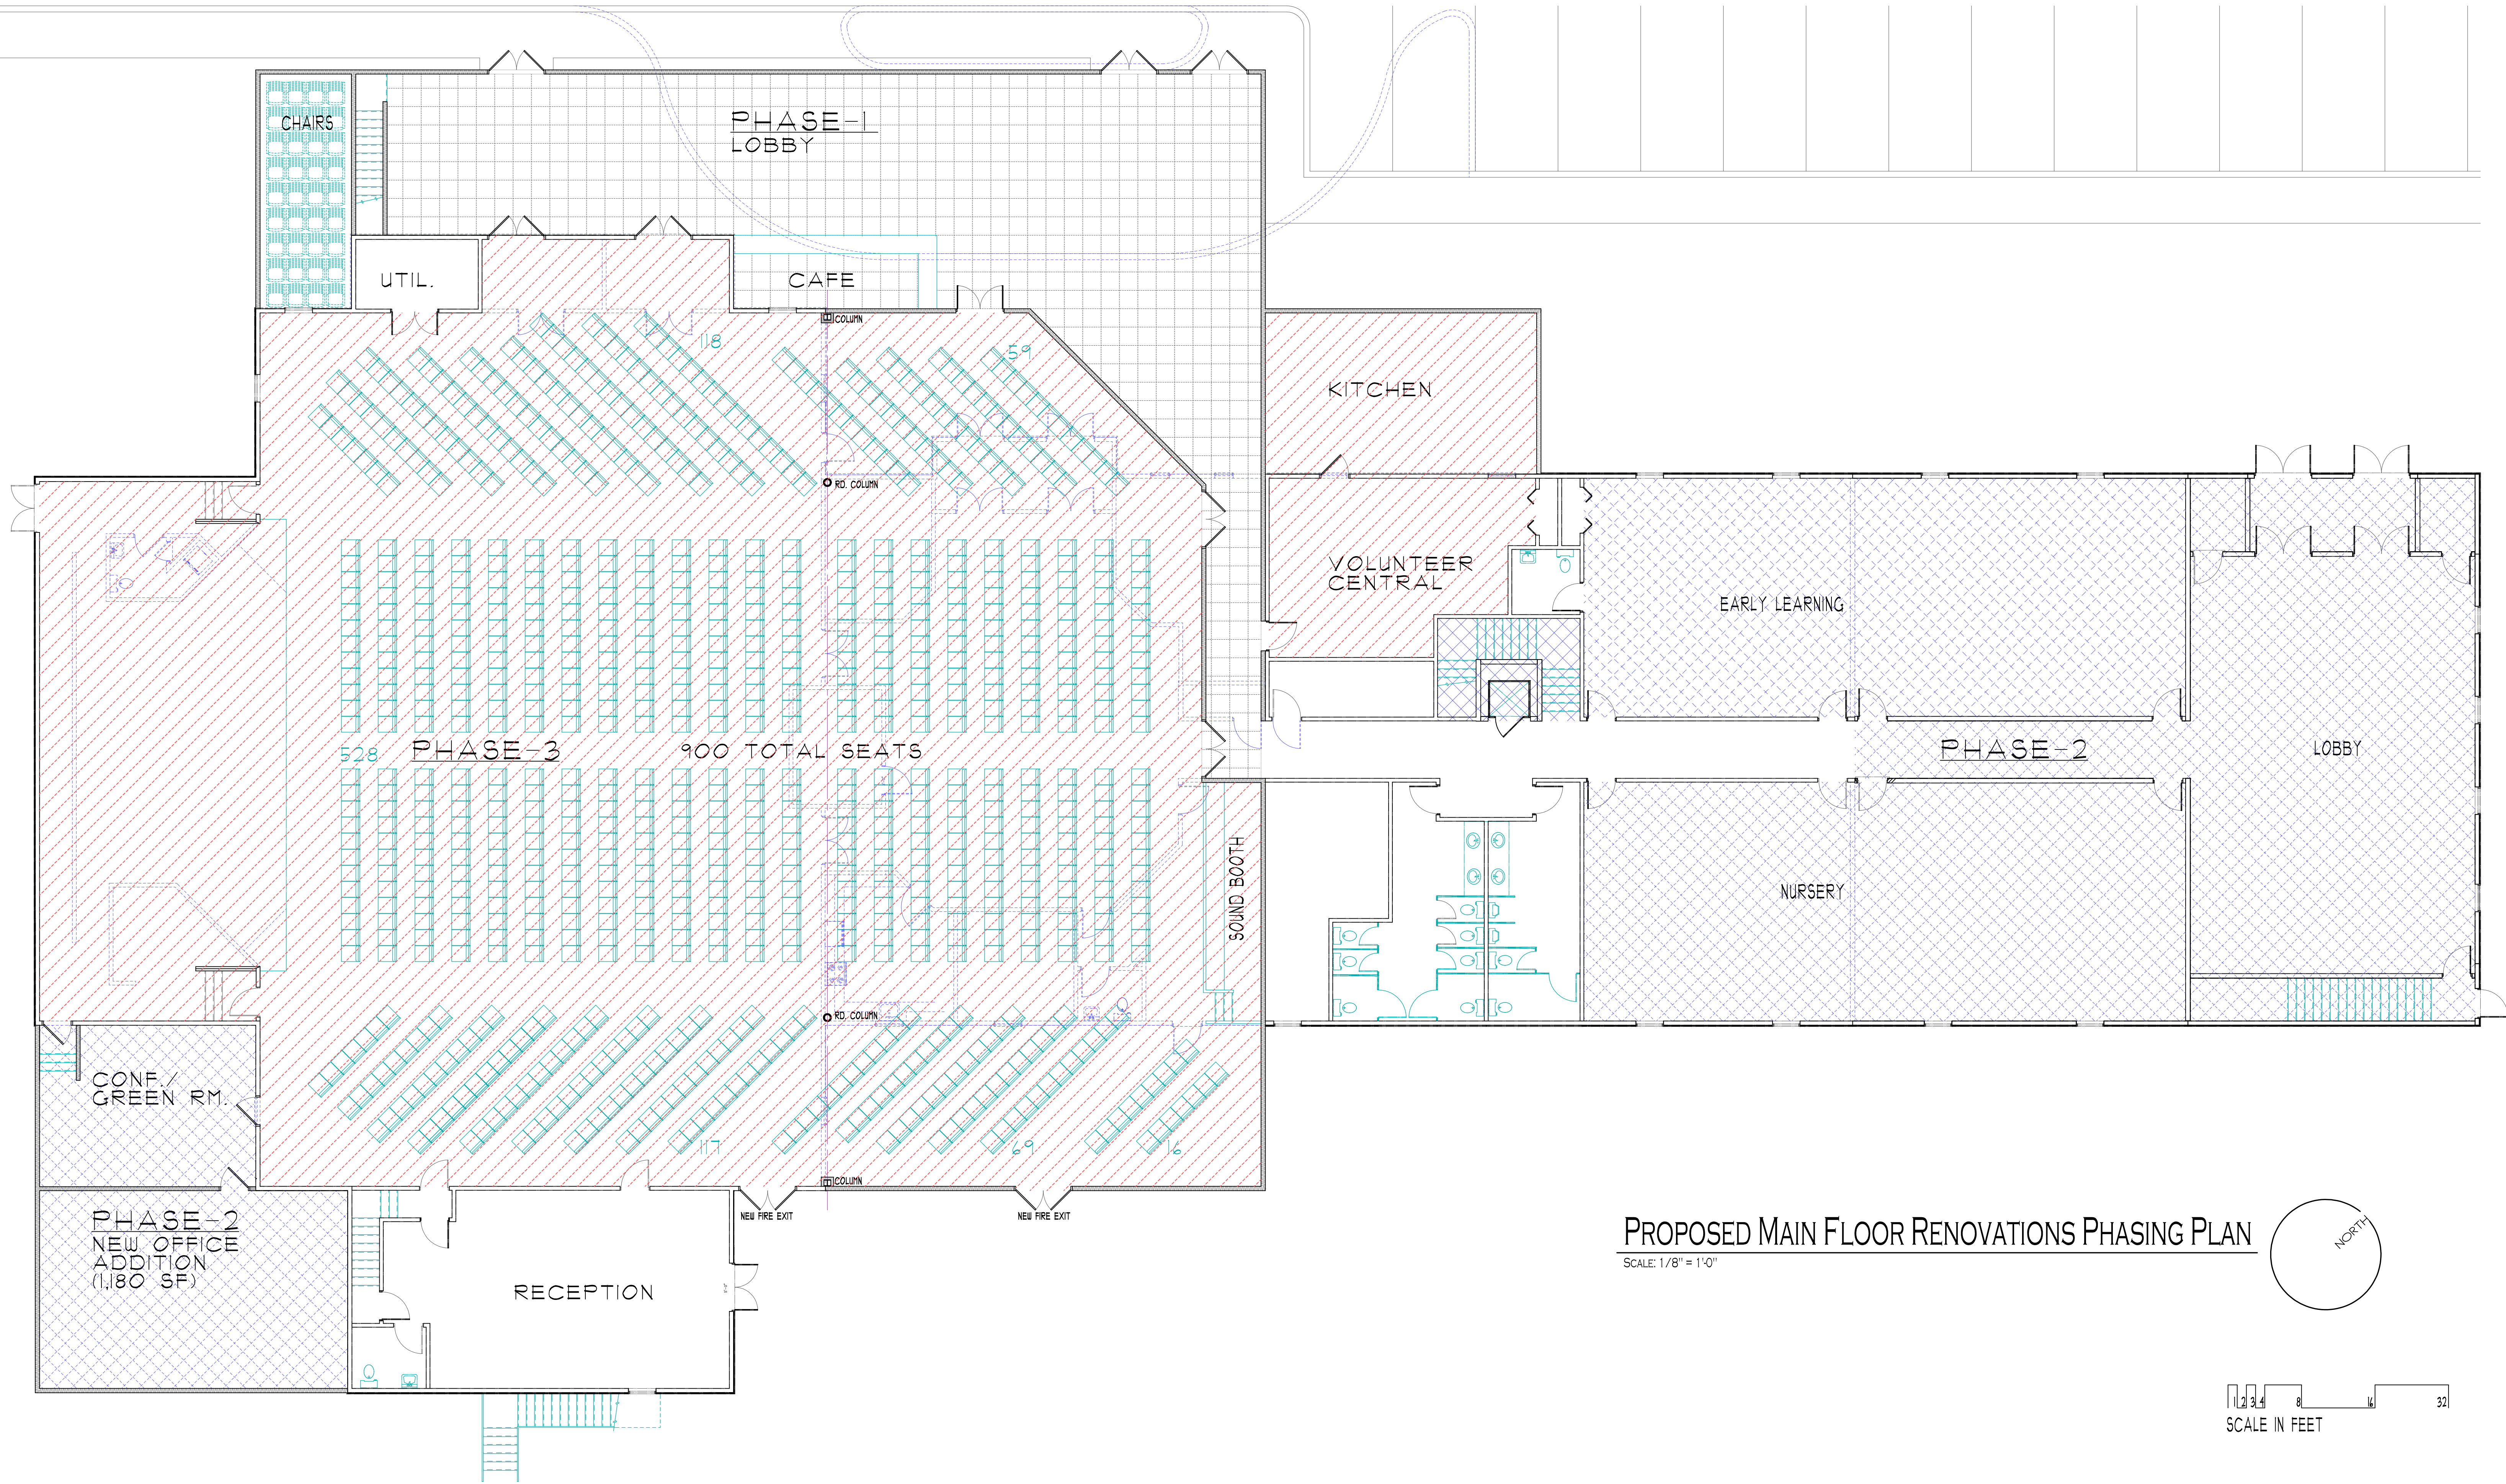 CHAIRS
PHASE-1
LOBBY
UTIL.
CAFE
COLUMN
118
59
KITCHEN
RD. COLUMN
VOLUNTEER
CENTRAL
EARLY LEARNING
528
PHASE-3
900 TOTAL SEATS
PHASE-2
LOBBY
SOUND BOOTH
NURSERY
RD. COLUMN
CONF./
GREEN RM.
117
69
16
COLUMN
NEW FIRE EXIT
NEW FIRE EXIT
PHASE-2
NEW OFFICE
ADDITION
(1,180 SF)
RECEPTION
PROPOSED MAIN FLOOR RENOVATIONS PHASING PLAN
SCALE: 1/8" = 1'-0"
NORTH
1 2 3 4 8 16 32
SCALE IN FEET